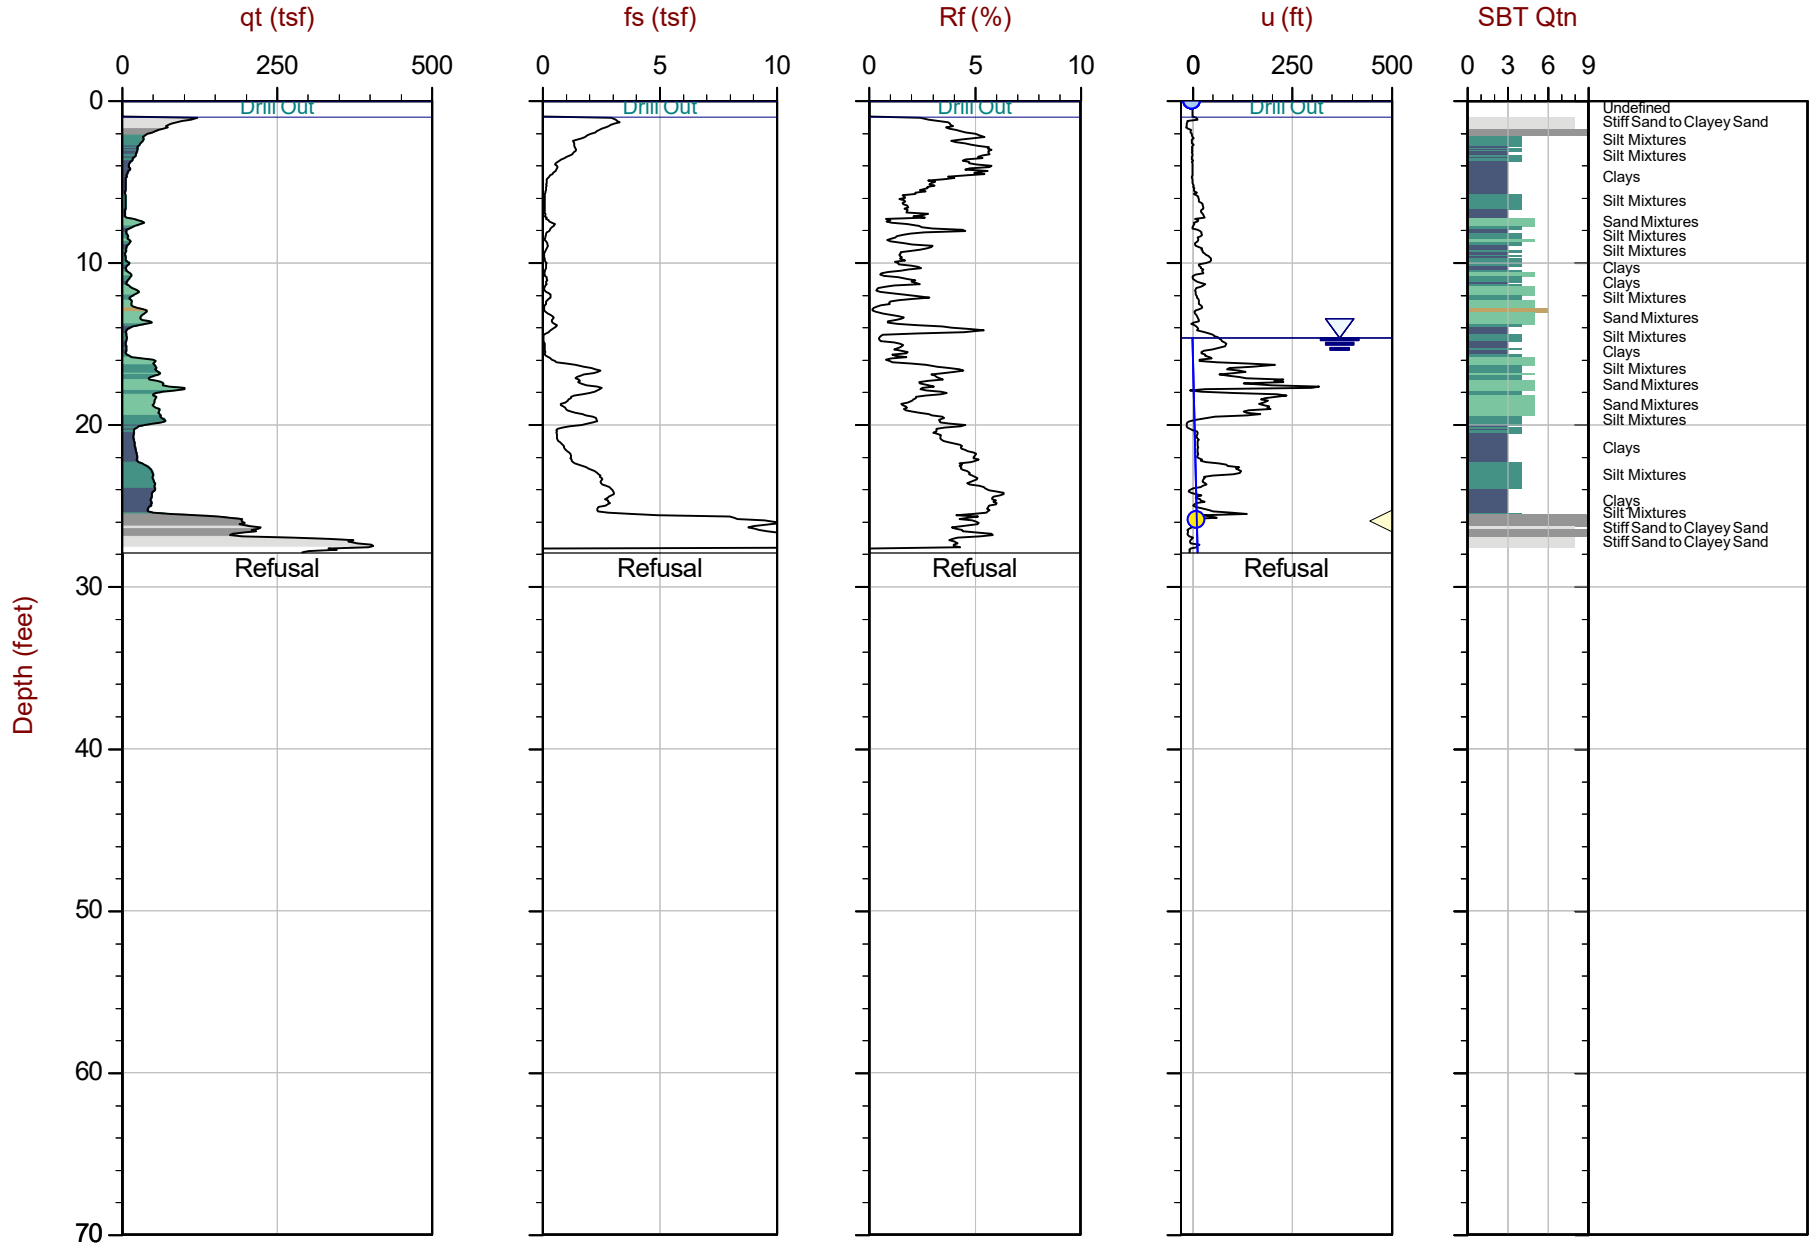 qt (tsf) fs (tsf) Rf (%) u (ft) SBT Qtn
0 250 500 0 5 10 0 5 10 0 250 500 0 3 6 9
0
Drill Out Drill Out Drill Out Drill Out
Undefined
Stiff Sand to Clayey Sand
Silt Mixtures
Silt Mixtures
Clays
Silt Mixtures
Sand Mixtures
Silt Mixtures
Silt Mixtures
10
Clays
Clays
Silt Mixtures
Sand Mixtures
Silt Mixtures
Clays
Silt Mixtures
Sand Mixtures
Sand Mixtures
Silt Mixtures
20
Clays
Silt Mixtures
Clays
Silt Mixtures
Stiff Sand to Clayey Sand
Stiff Sand to Clayey Sand
Refusal Refusal Refusal Refusal
30
Depth (feet)
40
50
60
70